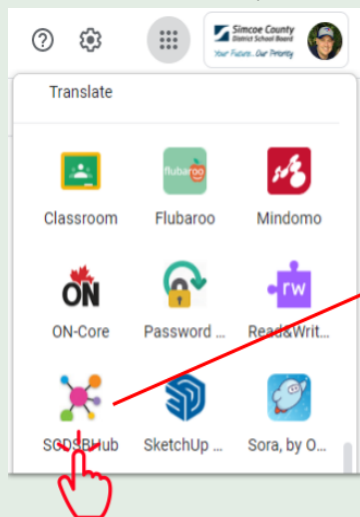 Simcoe County
District School Board
Your Future. Our Priority
Translate
Classroom
flubaroo
Flubaroo
Mindomo
ON
ON-Core
Password ...
rw
Read&Writ...
SCDSBHub
SketchUp ...
Sora, by O...